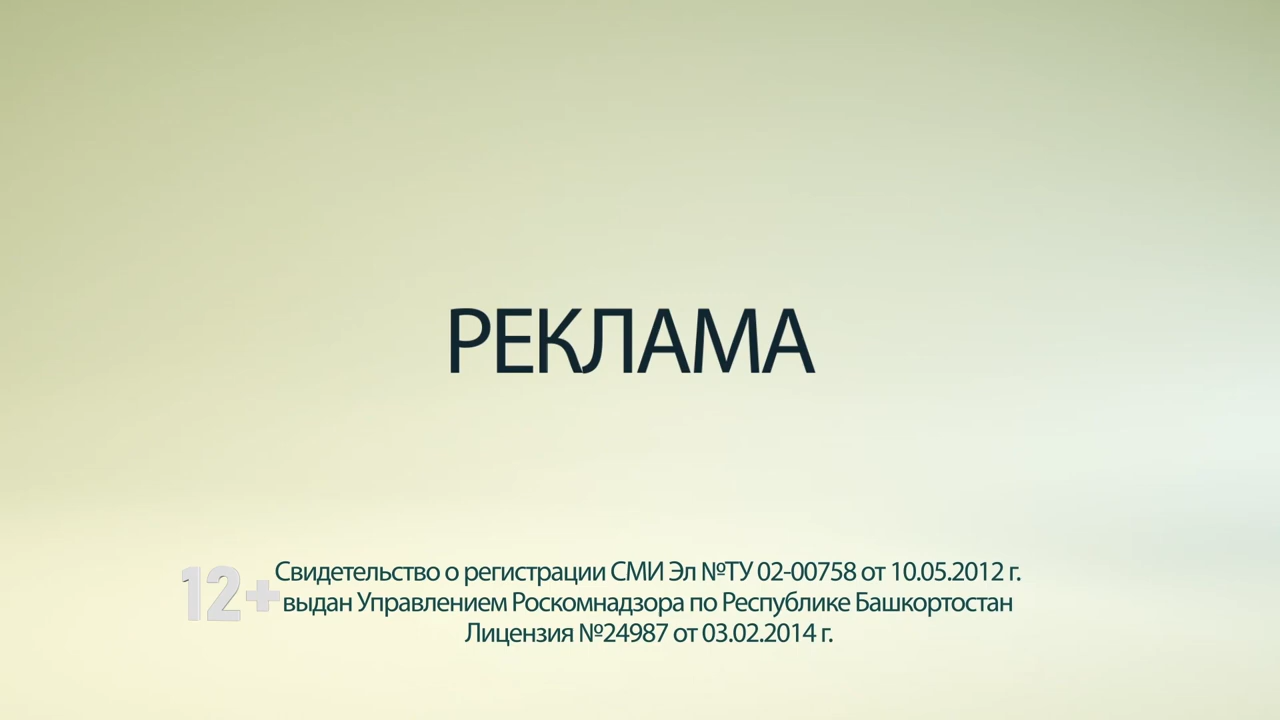 РЕКЛАМА
12+
Свидетельство о регистрации СМИ Эл №ТУ 02-00758 от 10.05.2012 г.
выдан Управлением Роскомнадзора по Республике Башкортостан
Лицензия №24987 от 03.02.2014 г.